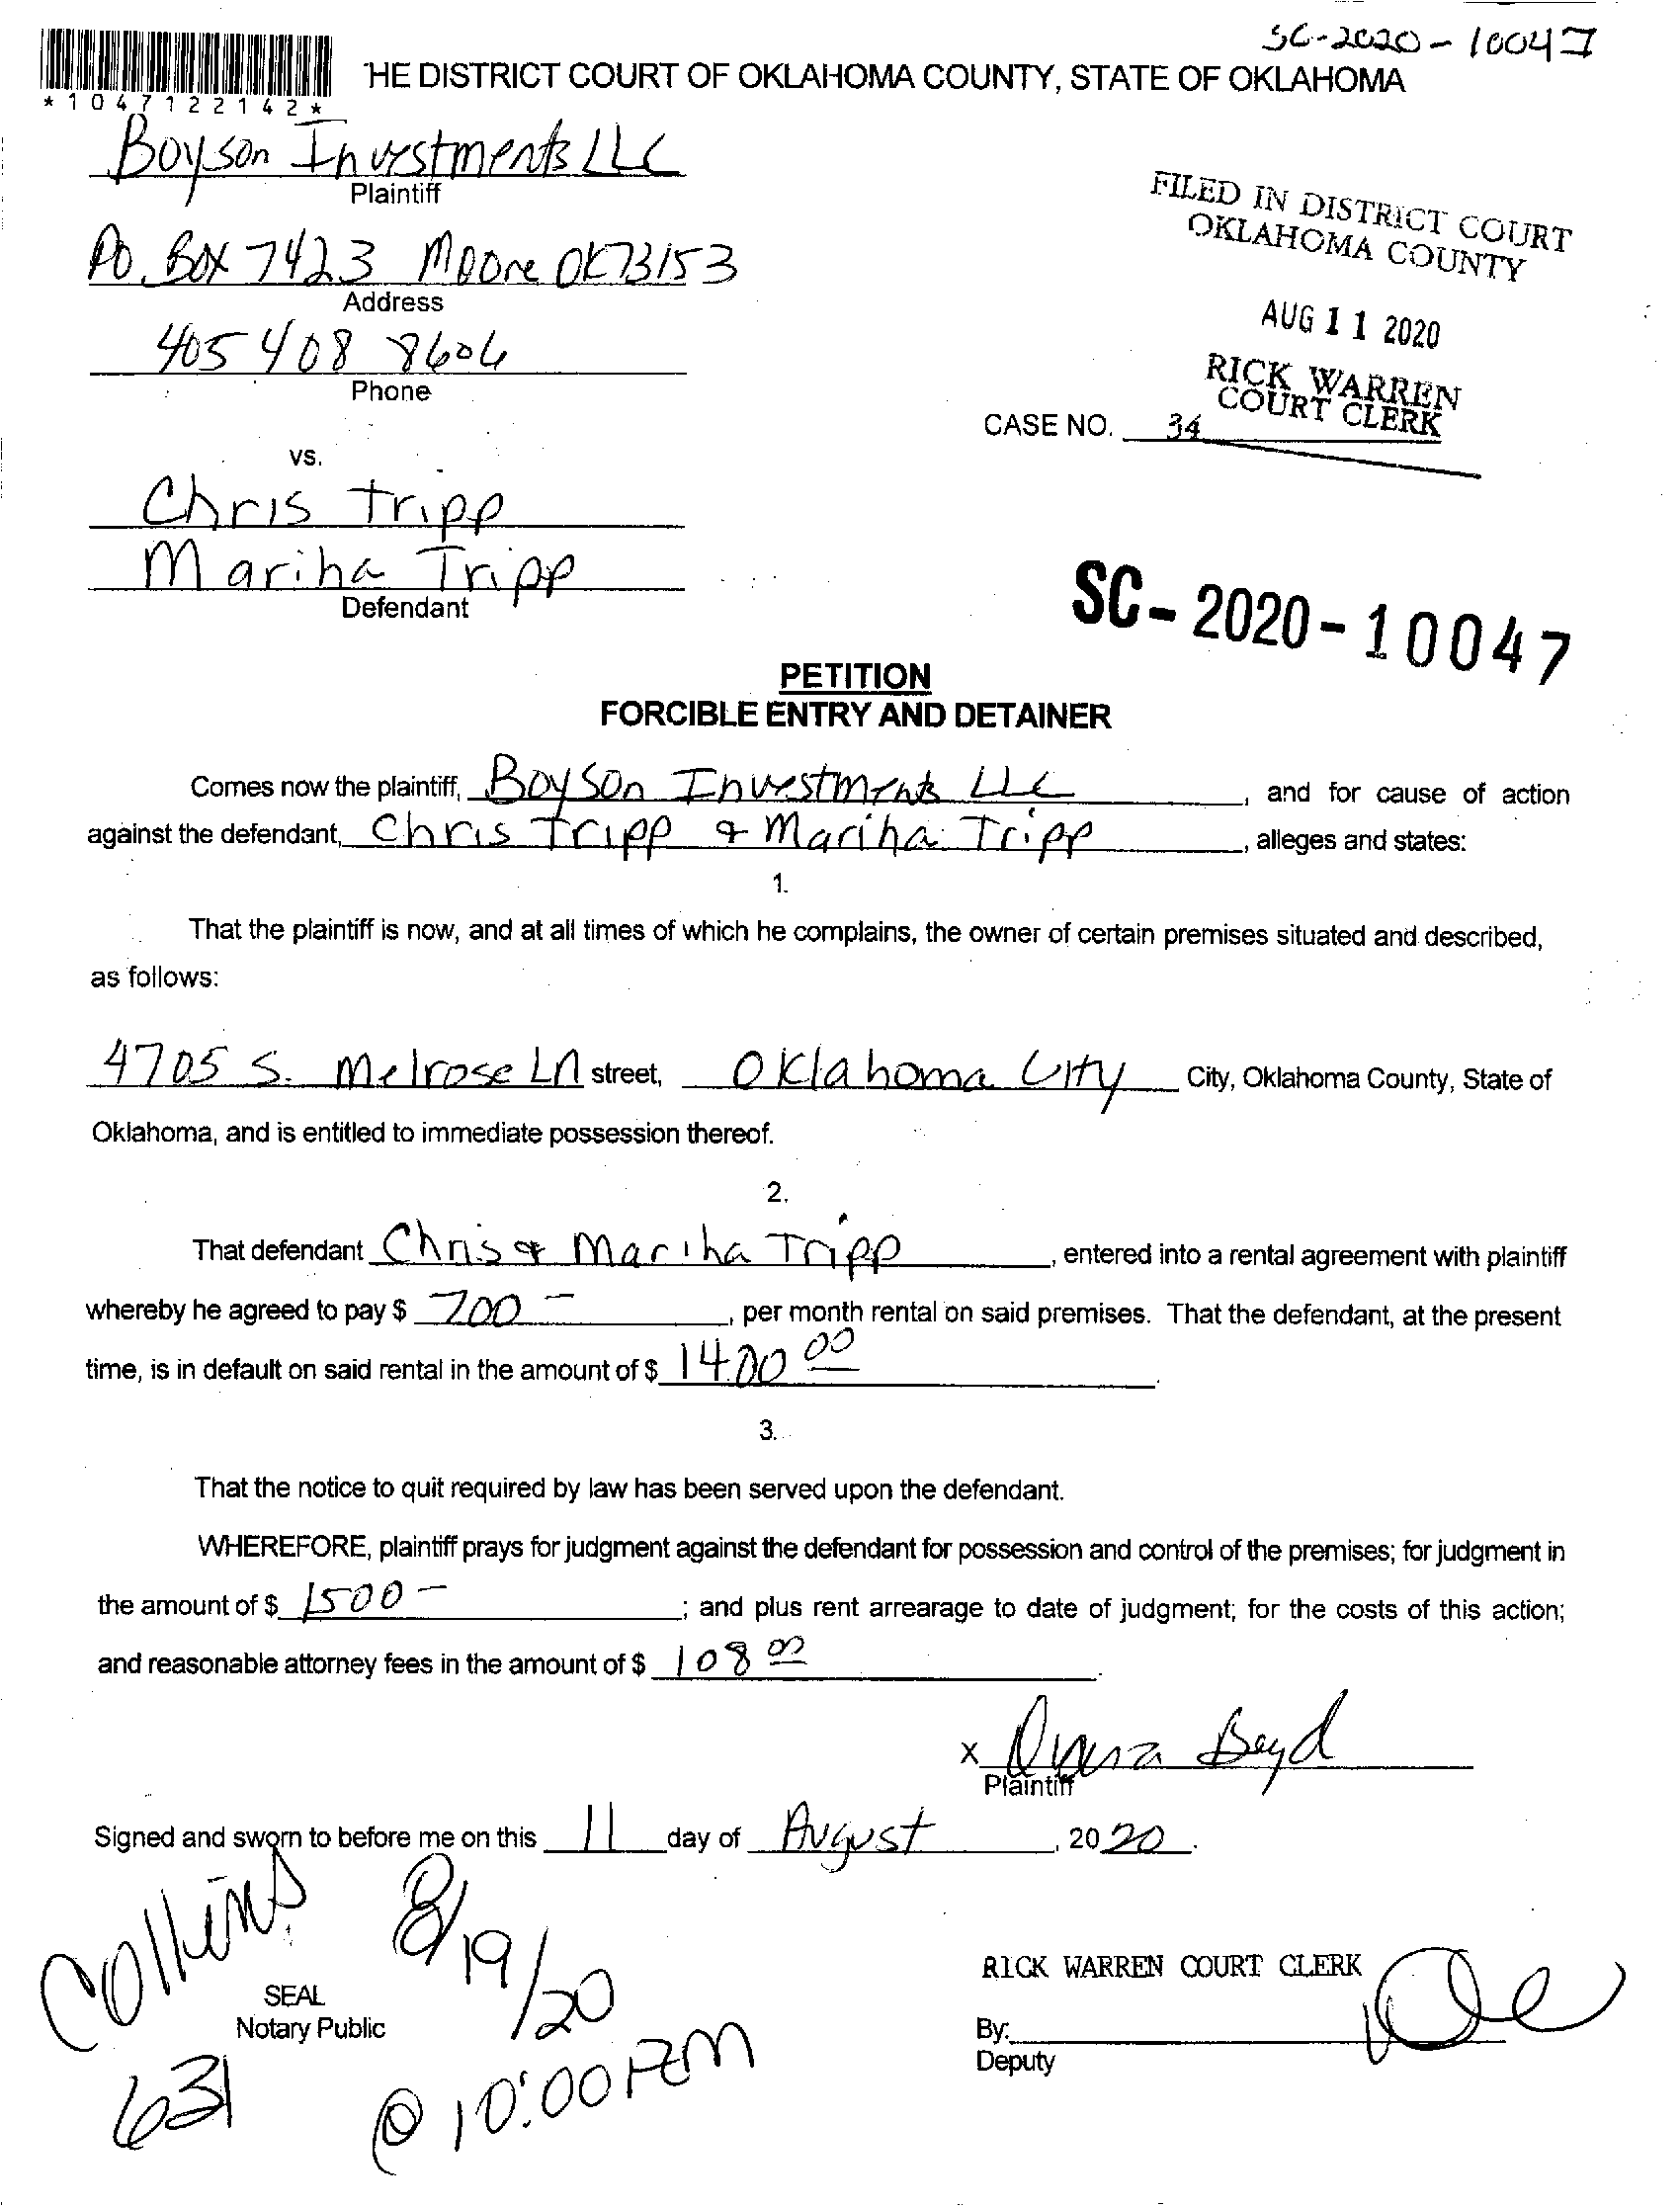 SC-2020-10047
*1047122142*
HE DISTRICT COURT OF OKLAHOMA COUNTY, STATE OF OKLAHOMA
Boyson Investments LLC
Plaintiff
PO. Box 7423 Moore OK 73153
Address
405 408 8604
Phone
FILED IN DISTRICT COURT
OKLAHOMA COUNTY
AUG 11 2020
RICK WARREN
COURT CLERK
CASE NO. 34
vs.
Chris Tripp
Mariha Tripp
Defendant
SC-2020-10047
PETITION
FORCIBLE ENTRY AND DETAINER
Comes now the plaintiff, Boyson Investments LLC, and for cause of action
against the defendant, Chris Tripp & Mariha Tripp, alleges and states:
1.
That the plaintiff is now, and at all times of which he complains, the owner of certain premises situated and described,
as follows:
4705 S. Melrose LN street, Oklahoma City City, Oklahoma County, State of
Oklahoma, and is entitled to immediate possession thereof.
2.
That defendant Chris & Mariha Tripp, entered into a rental agreement with plaintiff
whereby he agreed to pay $ 700 -, per month rental on said premises. That the defendant, at the present
time, is in default on said rental in the amount of $ 1400 00.
3.
That the notice to quit required by law has been served upon the defendant.
WHEREFORE, plaintiff prays for judgment against the defendant for possession and control of the premises; for judgment in
the amount of $ 1500 -; and plus rent arrearage to date of judgment; for the costs of this action;
and reasonable attorney fees in the amount of $ 108 00.
x Boyd
Plaintiff
Signed and sworn to before me on this 11 day of August, 2020.
Collins 8/19/20
SEAL
Notary Public
631 @ 10:00 AM
RICK WARREN COURT CLERK
By:
Deputy